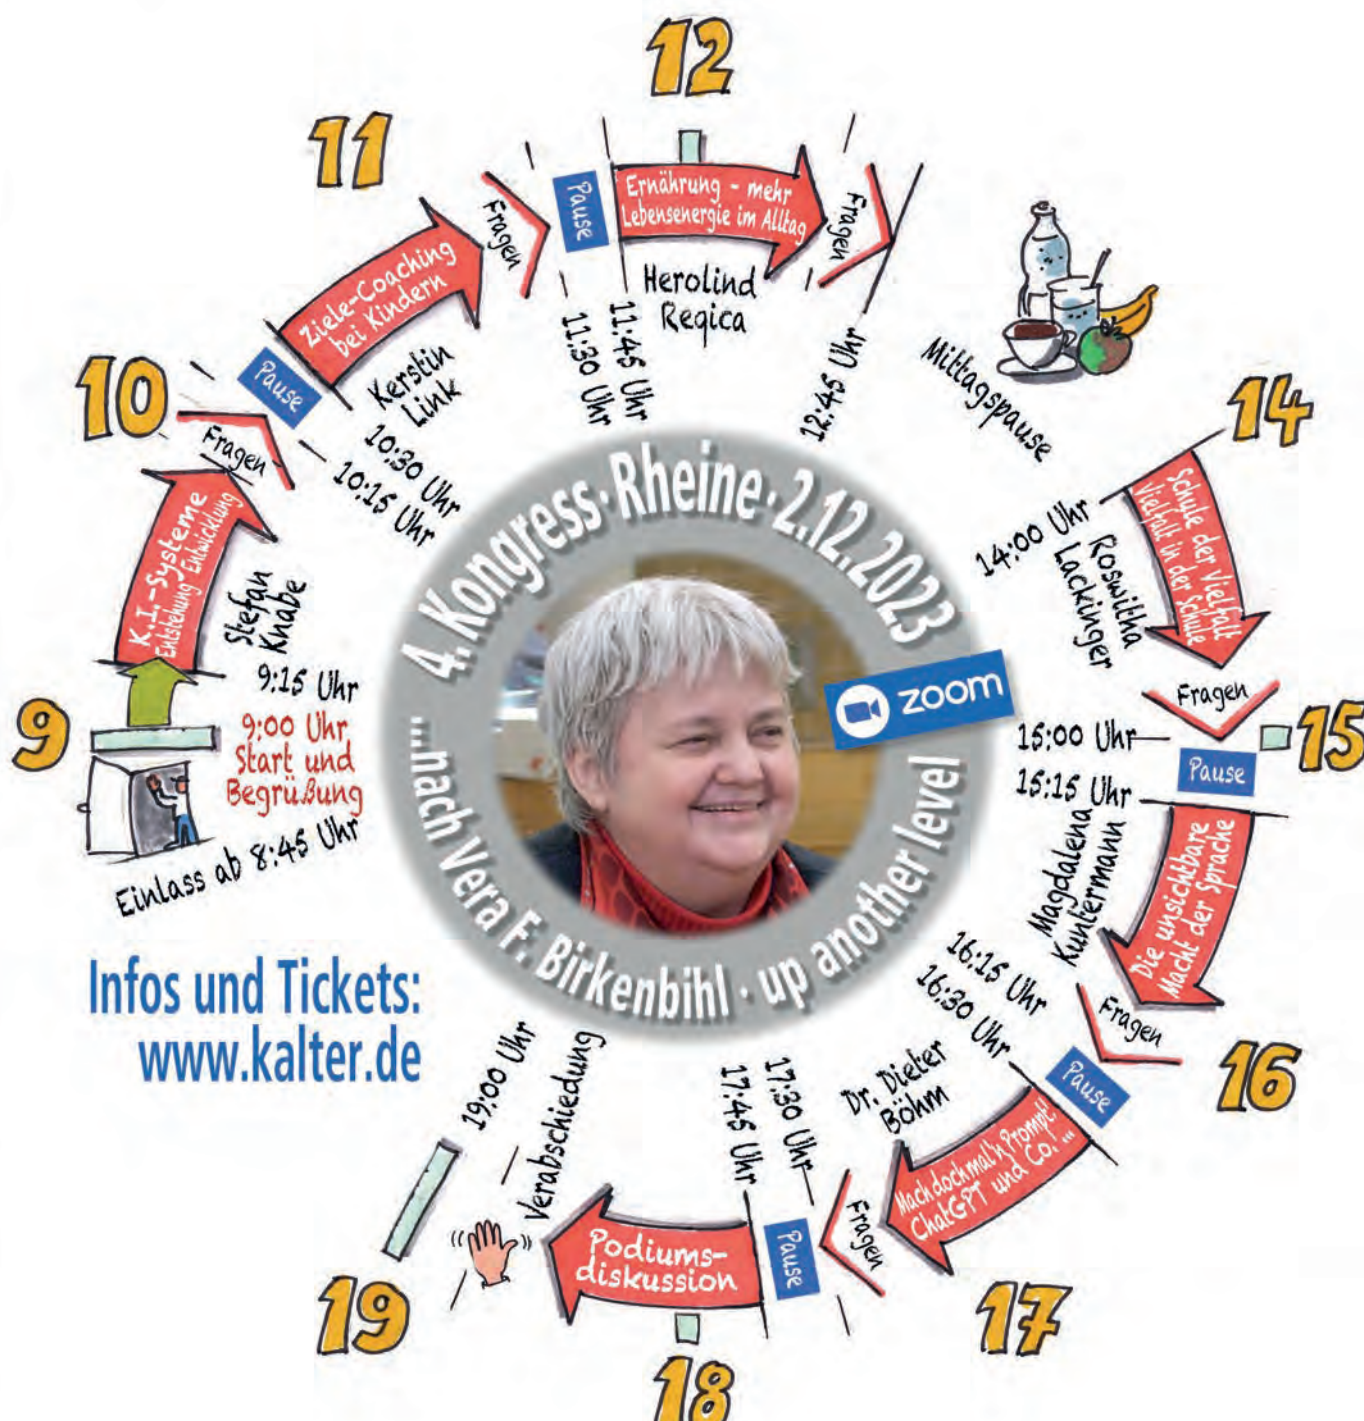 4. Kongress · Rheine · 2.12.2023
...nach Vera F. Birkenbihl · up another level
zoom
Einlass ab 8:45 Uhr
9
9:00 Uhr
Start und
Begrüßung
9:15 Uhr
K.I.-Systeme
Entstehung Entwicklung
Stefan
Knabe
10
Fragen
10:15 Uhr
Pause
10:30 Uhr
Ziele-Coaching
bei Kindern
Kerstin
Link
11
Fragen
11:30 Uhr
Pause
11:45 Uhr
12
Ernährung - mehr
Lebensenergie im Alltag
Herolind
Reqica
Fragen
12:45 Uhr
Mittagspause
14
14:00 Uhr
Schule der Vielfalt
Vielfalt in der Schule
Roswitha
Lackinger
Fragen
15
15:00 Uhr
Pause
15:15 Uhr
Die unsichtbare
Macht der Sprache
Magdalena
Kuntermann
Fragen
16
16:15 Uhr
Pause
16:30 Uhr
Mach doch mal'n Prompt!
ChatGPT und Co. ...
Dr. Dieter
Böhm
17
Fragen
17:30 Uhr
Pause
17:45 Uhr
Podiums-
diskussion
18
Verabschiedung
19:00 Uhr
19
Infos und Tickets:
www.kalter.de